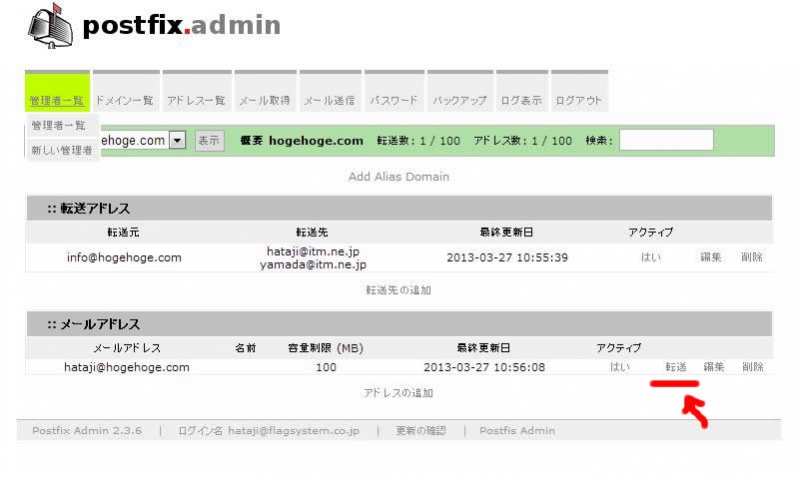 postfix.admin
管理者一覧 ドメイン一覧 アドレス一覧 メール取得 メール送信 パスワード バックアップ ログ表示 ログアウト
管理者一覧
新しい管理者
ehoge.com 表示 概要 hogehoge.com 転送数: 1 / 100 アドレス数: 1 / 100 検索:
Add Alias Domain
:: 転送アドレス
転送元 転送先 最終更新日 アクティブ
info@hogehoge.com hataji@itm.ne.jp 2013-03-27 10:55:39 はい 編集 削除
yamada@itm.ne.jp
転送先の追加
:: メールアドレス
メールアドレス 名前 容量制限 (MB) 最終更新日 アクティブ
hataji@hogehoge.com 100 2013-03-27 10:56:08 はい 転送 編集 削除
アドレスの追加
Postfix Admin 2.3.6 | ログイン名 hataji@flagsystem.co.jp | 更新の確認 | Postfis Admin